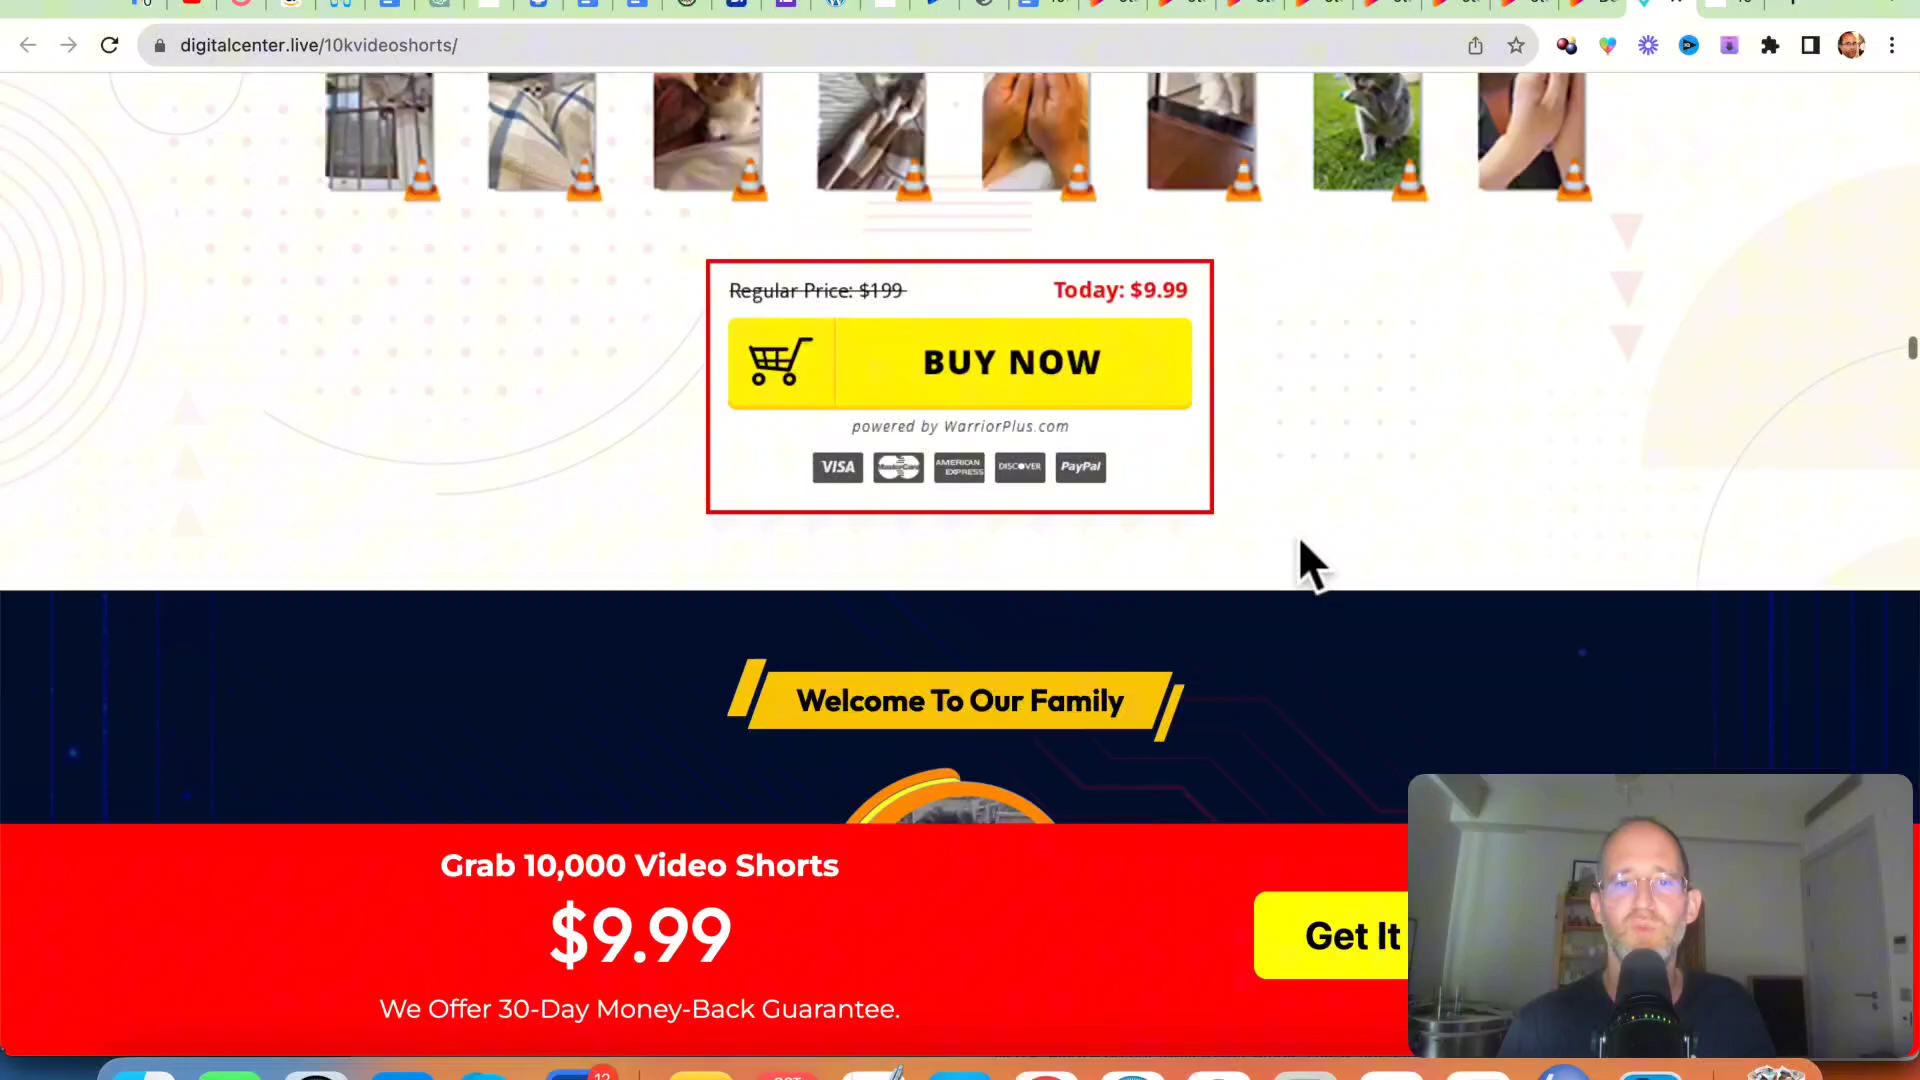 digitalcenter.live/10kvideoshorts/
Regular Price: $199
Today: $9.99
BUY NOW
powered by WarriorPlus.com
VISA
MasterCard
AMERICAN EXPRESS
DISCOVER
PayPal
Welcome To Our Family
Grab 10,000 Video Shorts
$9.99
Get It
We Offer 30-Day Money-Back Guarantee.
12